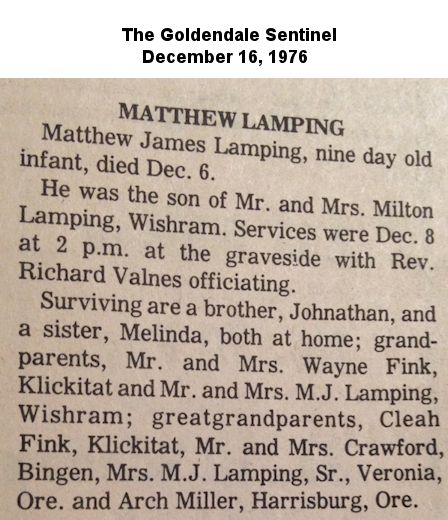 The Goldendale Sentinel
December 16, 1976
MATTHEW LAMPING
Matthew James Lamping, nine day old
infant, died Dec. 6.
He was the son of Mr. and Mrs. Milton
Lamping, Wishram. Services were Dec. 8
at 2 p.m. at the graveside with Rev.
Richard Valnes officiating.
Surviving are a brother, Johnathan, and
a sister, Melinda, both at home; grand-
parents, Mr. and Mrs. Wayne Fink,
Klickitat and Mr. and Mrs. M.J. Lamping,
Wishram; greatgrandparents, Cleah
Fink, Klickitat, Mr. and Mrs. Crawford,
Bingen, Mrs. M.J. Lamping, Sr., Veronia,
Ore. and Arch Miller, Harrisburg, Ore.